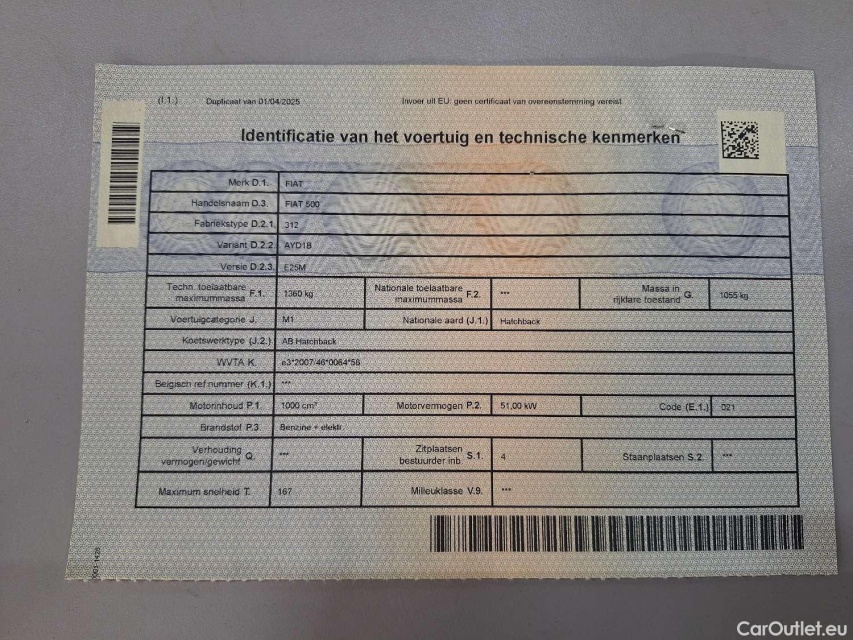 (I.1.) Duplicaat van 01/04/2025 Invoer uit EU: geen certificaat van overeenstemming vereist
Identificatie van het voertuig en technische kenmerken
Merk D.1. FIAT
Handelsnaam D.3. FIAT 500
Fabriekstype D.2.1. 312
Variant D.2.2. AYD1B
Versie D.2.3. E25M
Techn. toelaatbare maximummassa F.1. 1360 kg Nationale toelaatbare maximummassa F.2. *** Massa in rijklare toestand G. 1055 kg
Voertuigcategorie J. M1 Nationale aard (J.1.) Hatchback
Koetswerktype (J.2.) AB Hatchback
WVTA K. e3*2007/46*0064*56
Belgisch ref.nummer (K.1.) ***
Motorinhoud P.1. 1000 cm³ Motorvermogen P.2. 51,00 kW Code (E.1.) 021
Brandstof P.3. Benzine + elektr.
Verhouding vermogen/gewicht Q. *** Zitplaatsen bestuurder inb S.1. 4 Staanplaatsen S.2. ***
Maximum snelheid T. 167 Milieuklasse V.9. ***
CarOutlet.eu